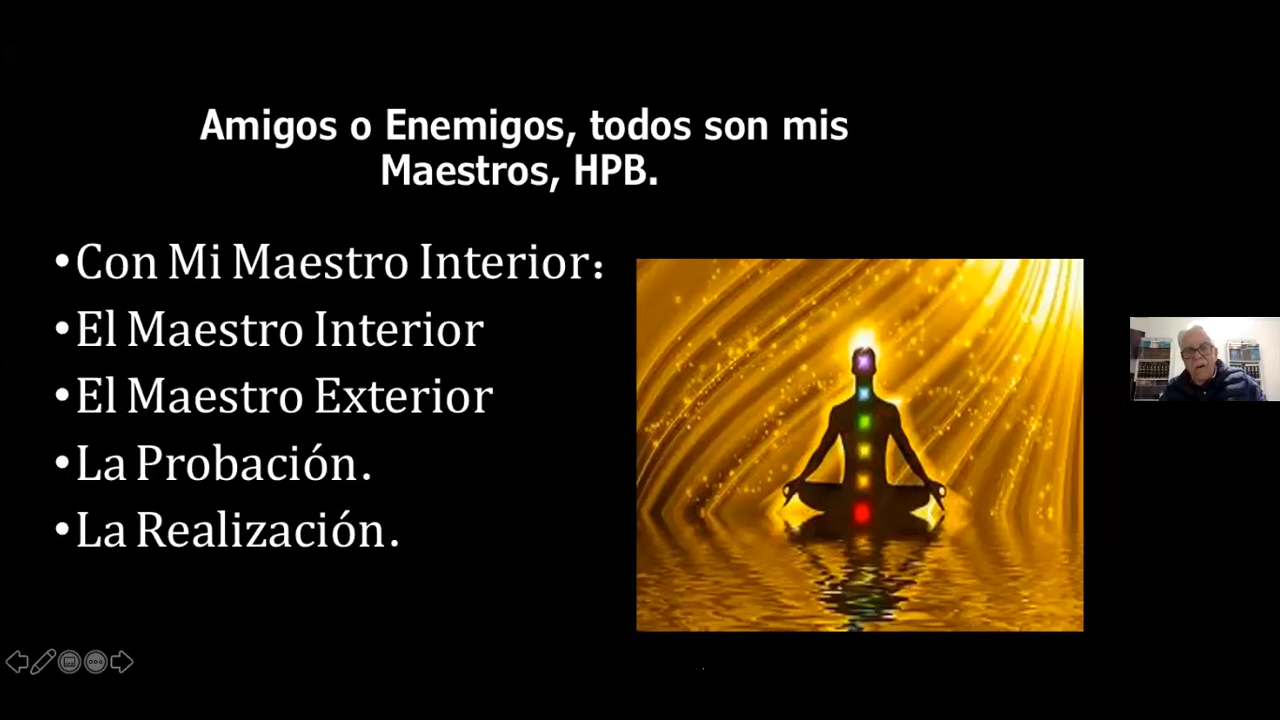 Amigos o Enemigos, todos son mis
Maestros, HPB.
•Con Mi Maestro Interior:
•El Maestro Interior
•El Maestro Exterior
•La Probación.
•La Realización.